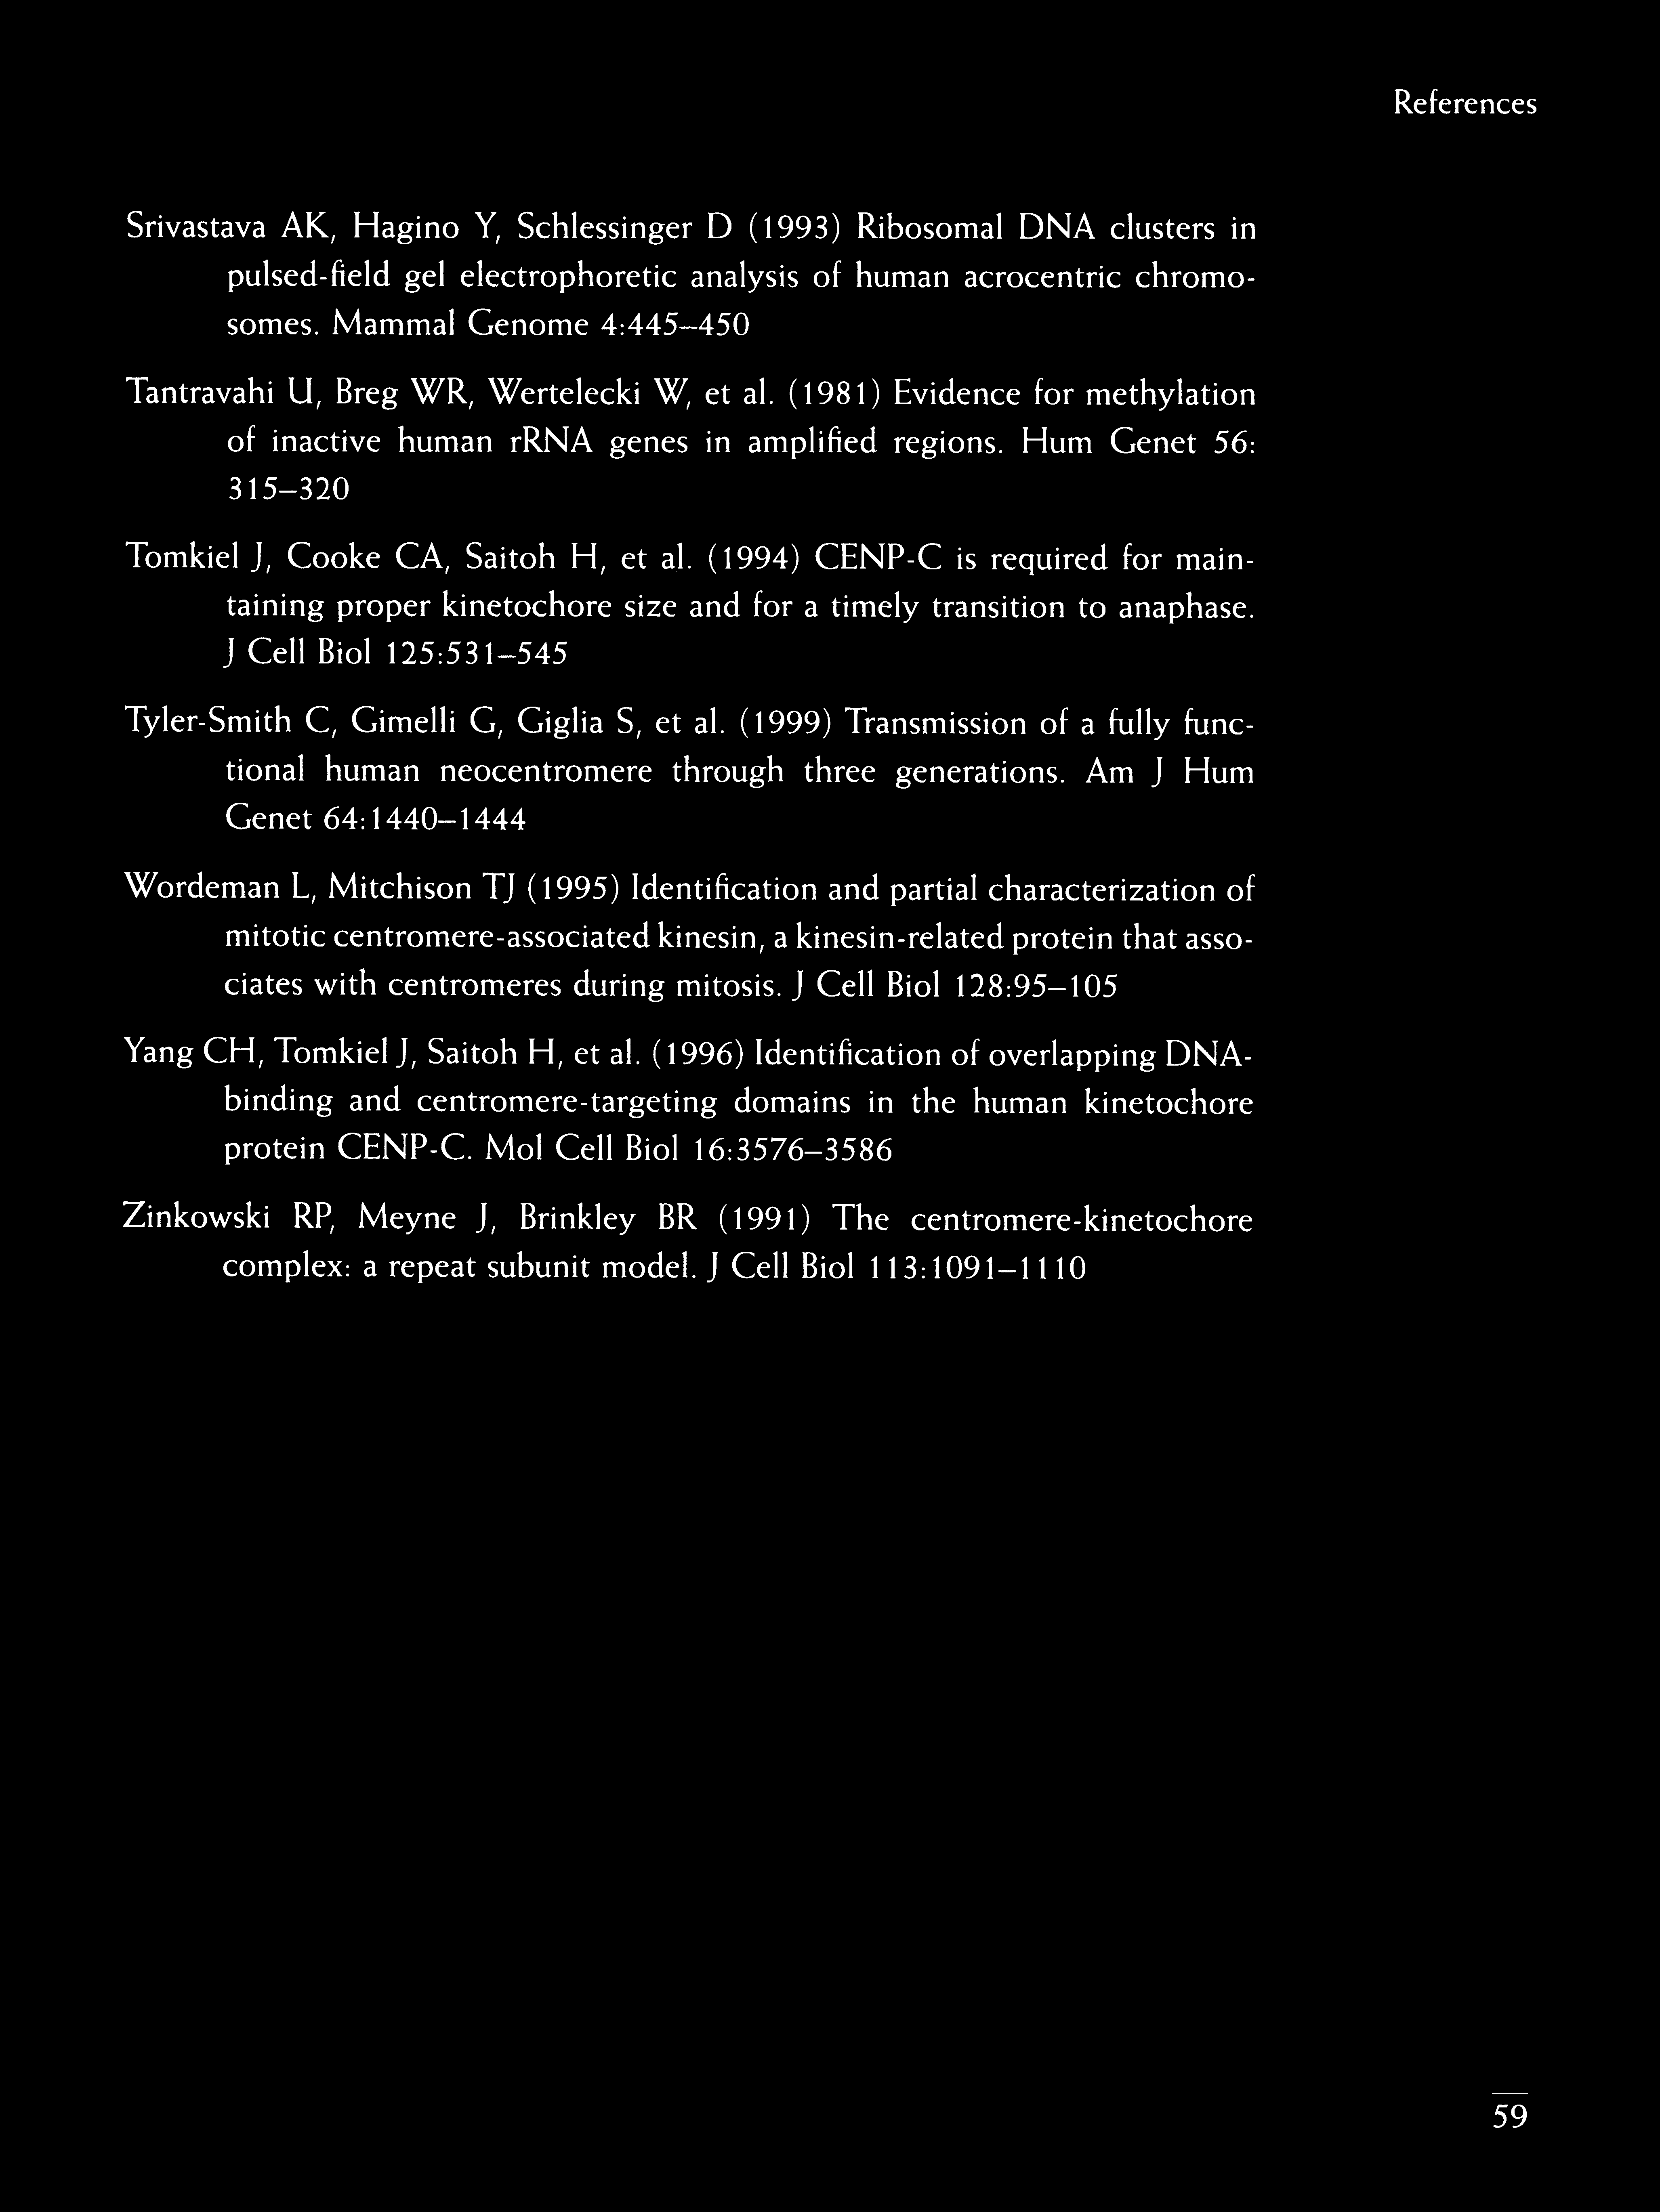 References
Srivastava AK, Hagino Y, Schlessinger D (1993) Ribosomal DNA clusters in
pulsed-field gel electrophoretic analysis of human acrocentric chromo-
somes. Mammal Genome 4:445–450
Tantravahi U, Breg WR, Wertelecki W, et al. (1981) Evidence for methylation
of inactive human rRNA genes in amplified regions. Hum Genet 56:
315–320
Tomkiel J, Cooke CA, Saitoh H, et al. (1994) CENP-C is required for main-
taining proper kinetochore size and for a timely transition to anaphase.
J Cell Biol 125:531–545
Tyler-Smith C, Gimelli G, Giglia S, et al. (1999) Transmission of a fully func-
tional human neocentromere through three generations. Am J Hum
Genet 64:1440–1444
Wordeman L, Mitchison TJ (1995) Identification and partial characterization of
mitotic centromere-associated kinesin, a kinesin-related protein that asso-
ciates with centromeres during mitosis. J Cell Biol 128:95–105
Yang CH, Tomkiel J, Saitoh H, et al. (1996) Identification of overlapping DNA-
binding and centromere-targeting domains in the human kinetochore
protein CENP-C. Mol Cell Biol 16:3576–3586
Zinkowski RP, Meyne J, Brinkley BR (1991) The centromere-kinetochore
complex: a repeat subunit model. J Cell Biol 113:1091–1110
59